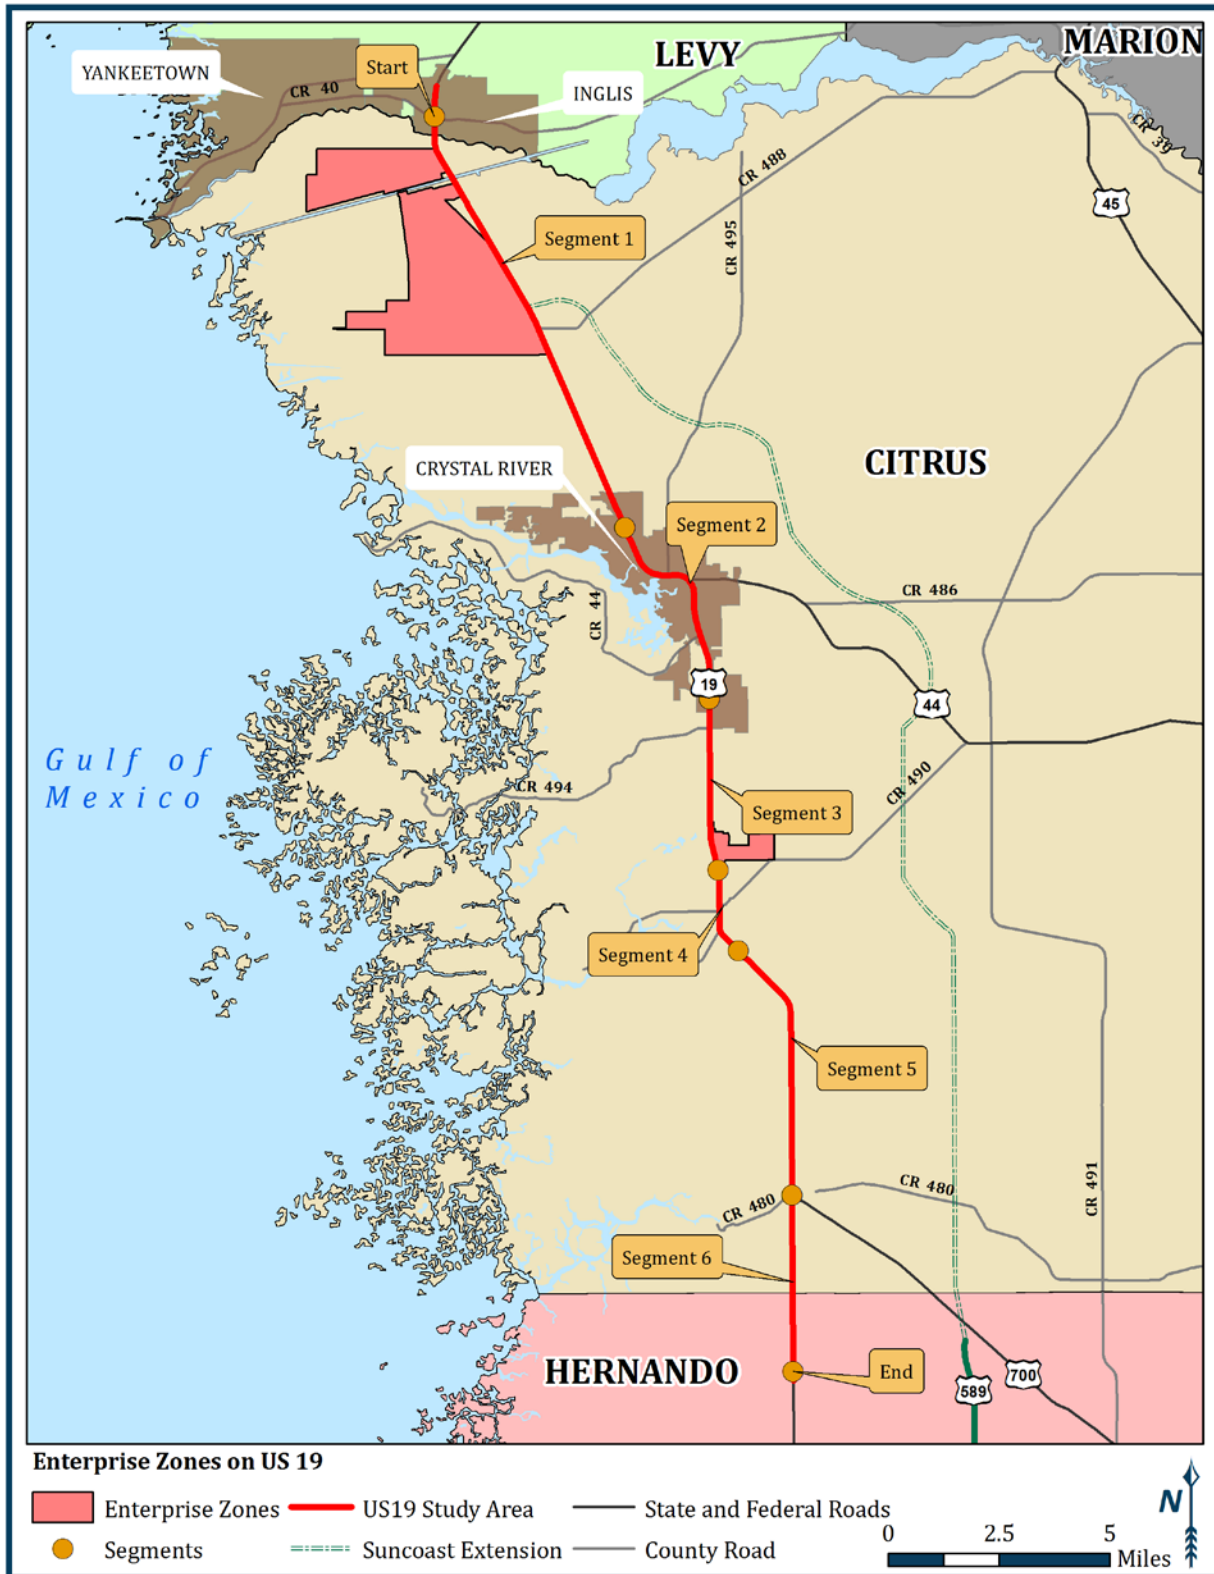 LEVY
MARION
YANKEETOWN
Start
CR 40
INGLIS
CR 39
CR 488
45
CR 495
Segment 1
CRYSTAL RIVER
CITRUS
Segment 2
CR 486
CR 44
19
44
Gulf of
Mexico
CR 494
CR 490
Segment 3
Segment 4
Segment 5
CR 480
CR 480
CR 491
Segment 6
HERNANDO
End
589
700
Enterprise Zones on US 19
Enterprise Zones
US19 Study Area
State and Federal Roads
N
Segments
Suncoast Extension
County Road
0
2.5
5
Miles